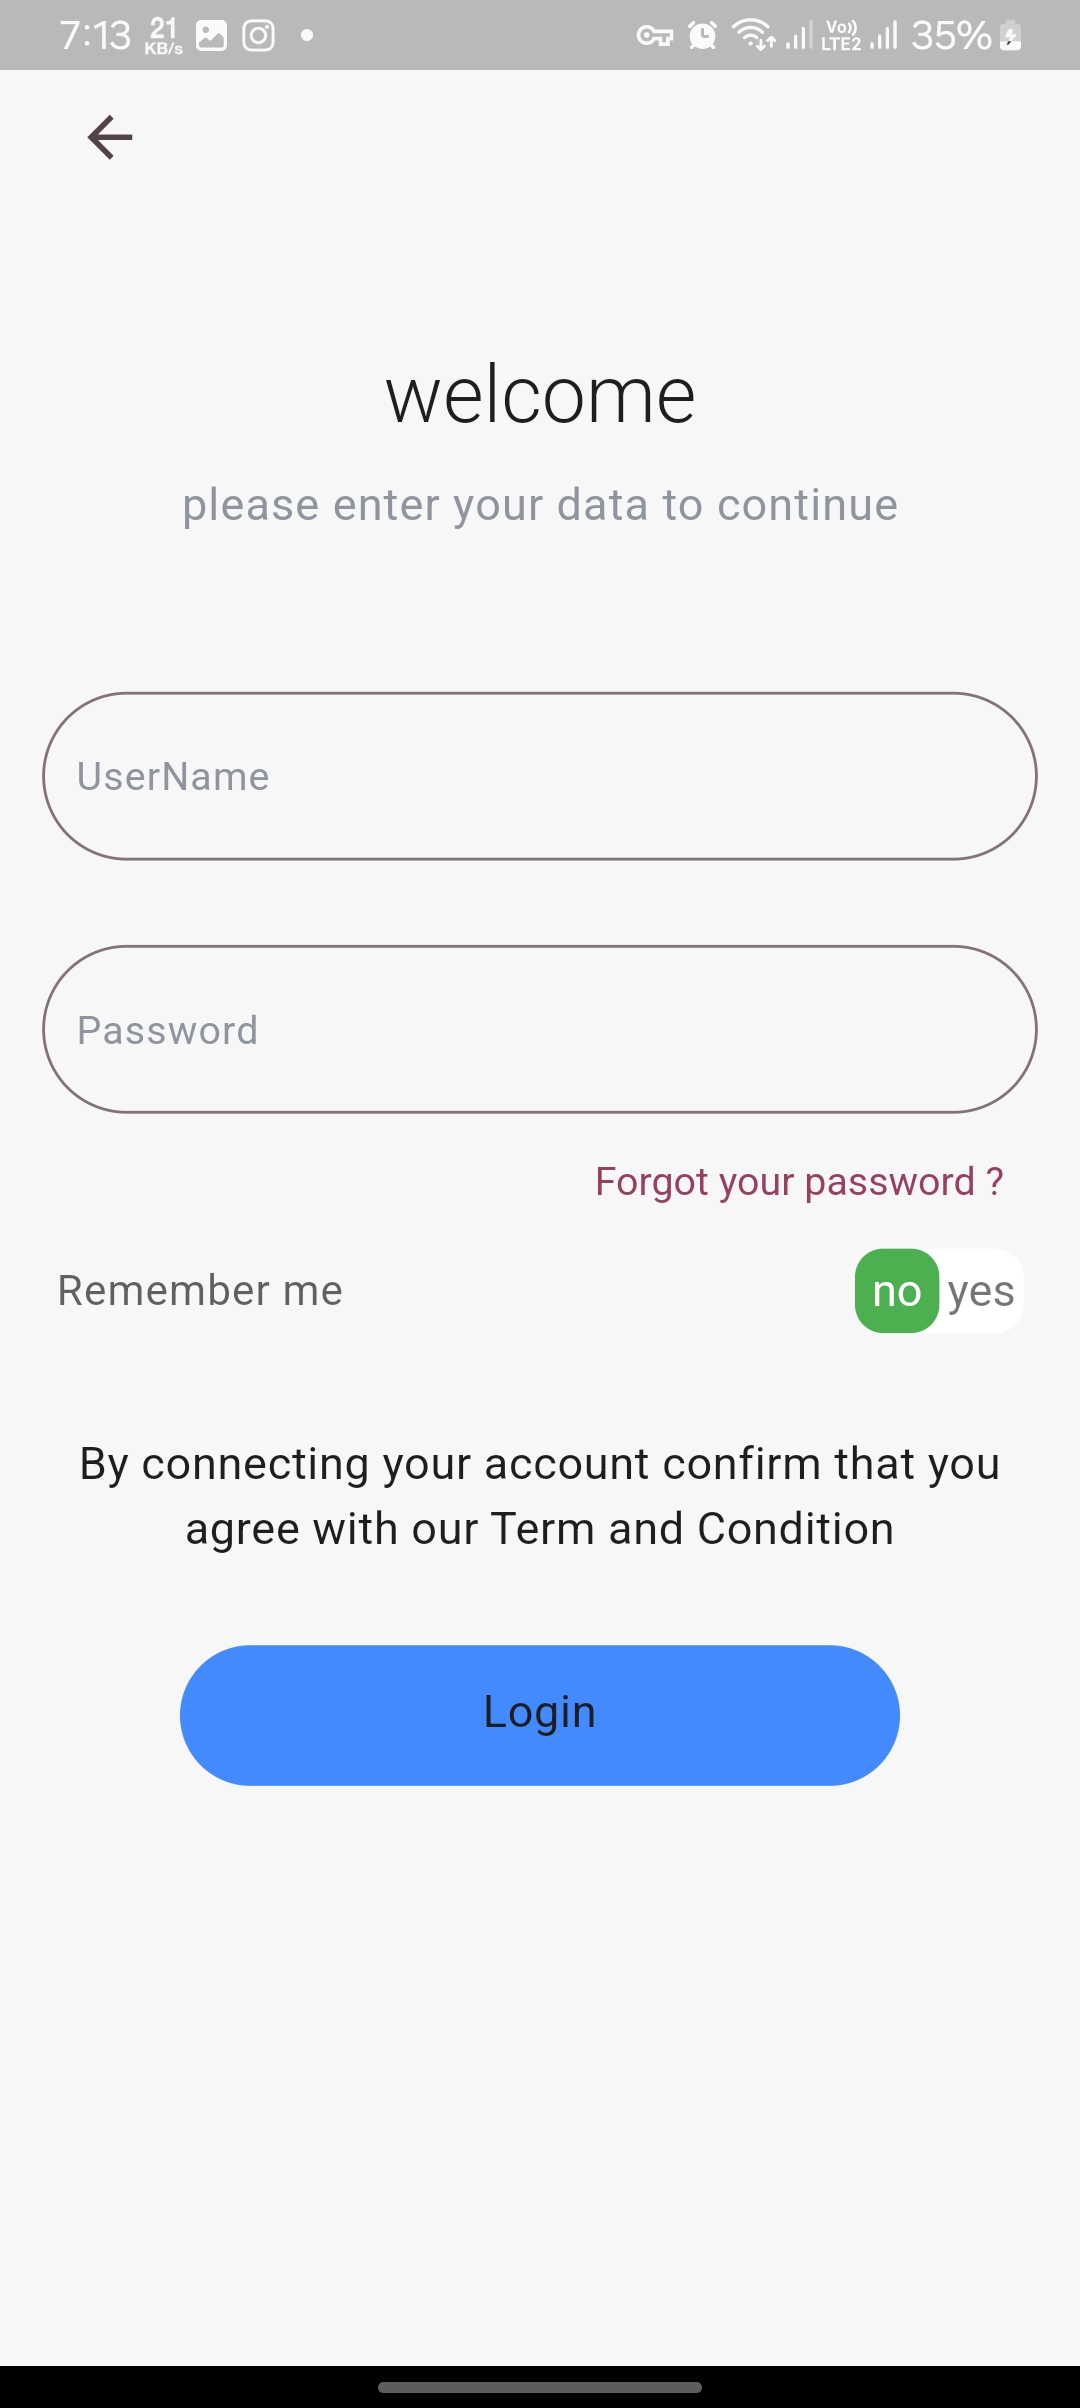 7:13 21 KB/s Vo)) LTE2 35%
welcome
please enter your data to continue
UserName
Password
Forgot your password ?
Remember me no yes
By connecting your account confirm that you
agree with our Term and Condition
Login